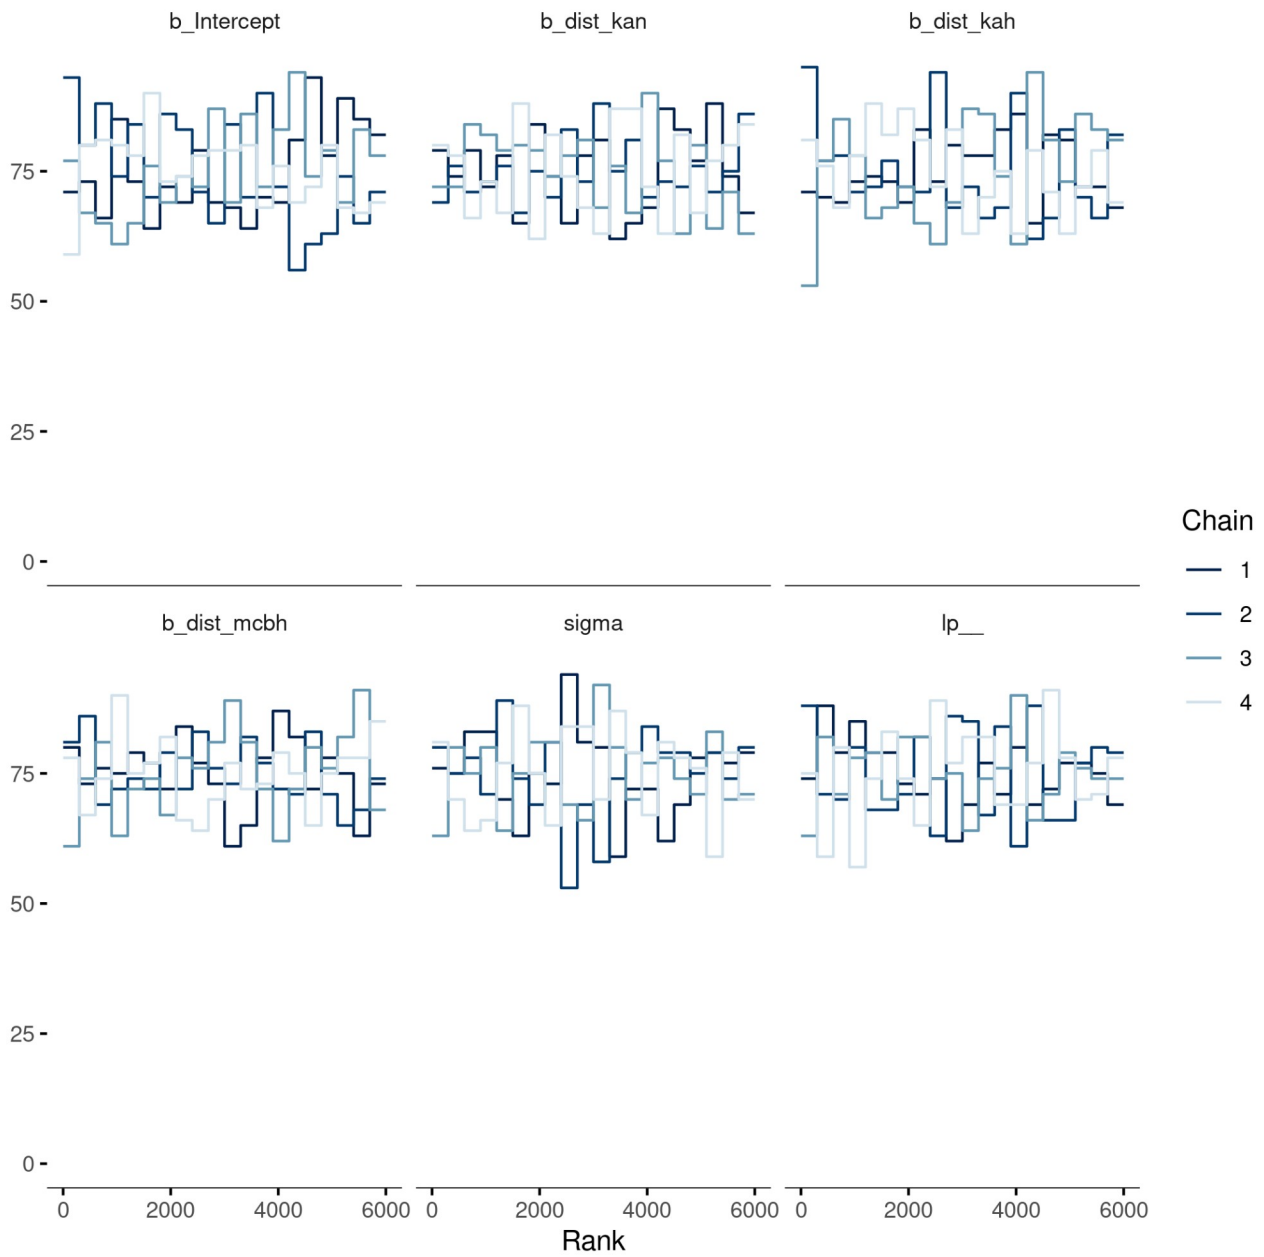 b_Intercept b_dist_kan b_dist_kah
75
50
25
0
Chain
1
2
3
4
b_dist_mcbh sigma lp__
75
50
25
0
0 2000 4000 6000 0 2000 4000 6000 0 2000 4000 6000
Rank